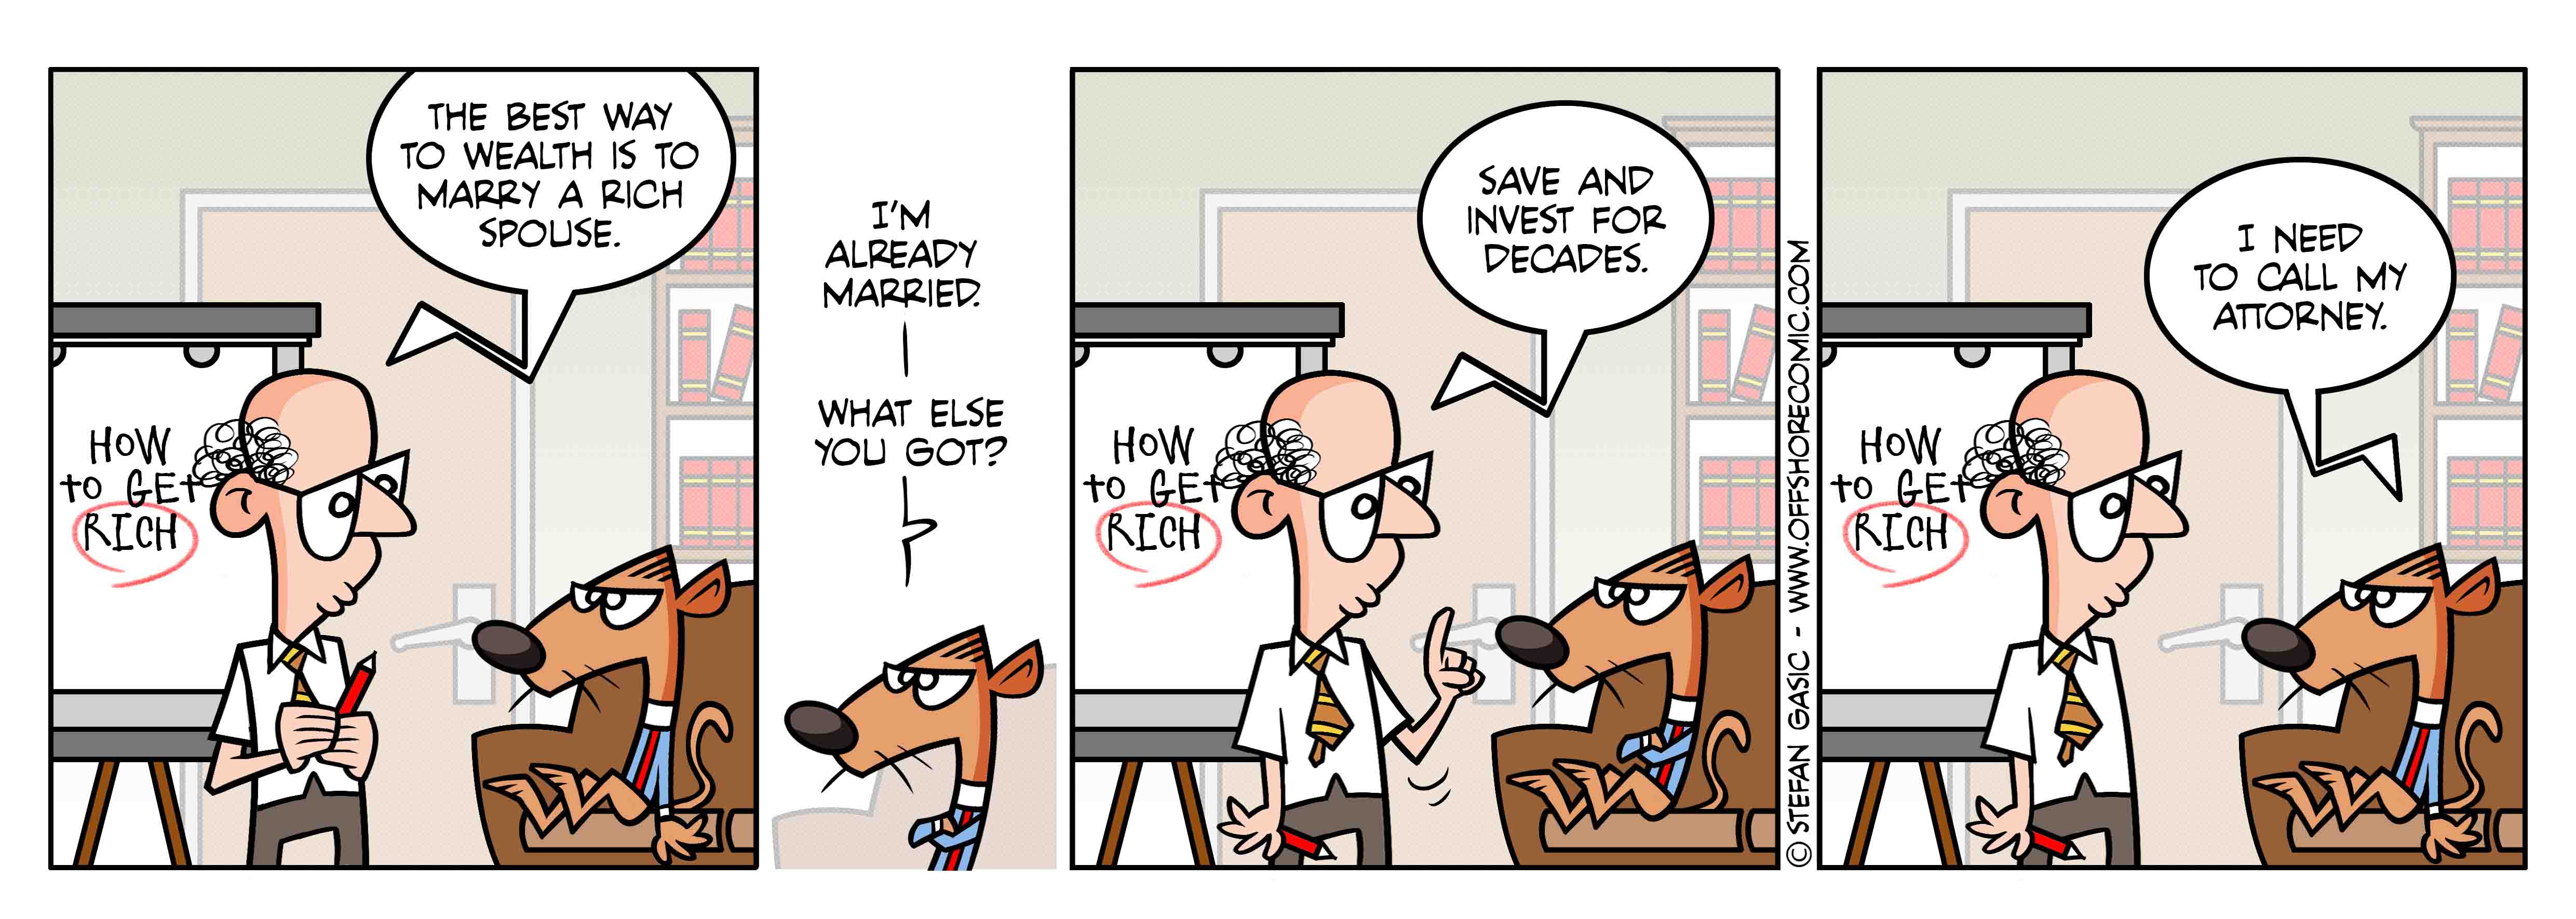 THE BEST WAY
TO WEALTH IS TO
MARRY A RICH
SPOUSE.
HOW
to GEt
RICH
I'M
ALREADY
MARRIED.
WHAT ELSE
YOU GOT?
SAVE AND
INVEST FOR
DECADES.
HOW
to GEt
RICH
© STEFAN GASIC - WWW.OFFSHORECOMIC.COM
I NEED
TO CALL MY
ATTORNEY.
HOW
to GEt
RICH